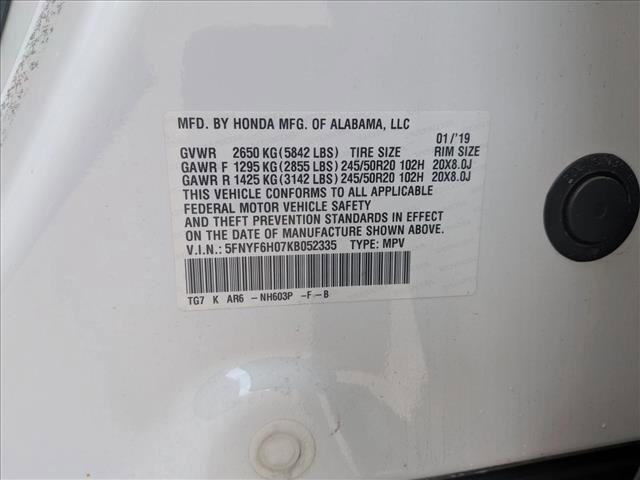 MFD. BY HONDA MFG. OF ALABAMA, LLC
01/'19
GVWR 2650 KG(5842 LBS) TIRE SIZE RIM SIZE
GAWR F 1295 KG(2855 LBS)245/50R20 102H 20X8.0J
GAWR R 1425 KG(3142 LBS)245/50R20 102H 20X8.0J
THIS VEHICLE CONFORMS TO ALL APPLICABLE
FEDERAL MOTOR VEHICLE SAFETY
AND THEFT PREVENTION STANDARDS IN EFFECT
ON THE DATE OF MANUFACTURE SHOWN ABOVE.
V.I.N.: 5FNYF6H07KB052335 TYPE: MPV
TG7 K AR6 -NH603P -F-B